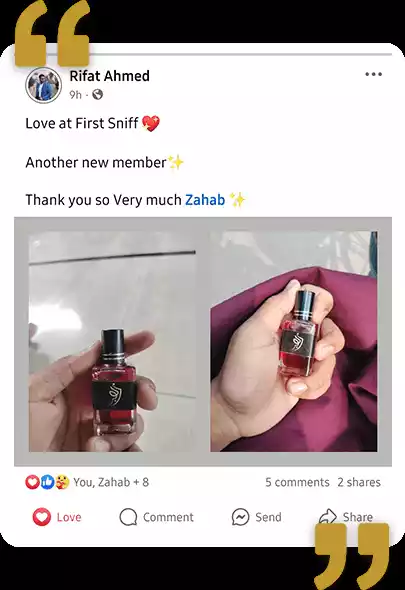 Rifat Ahmed
9h ·
Love at First Sniff 💖
Another new member✨
Thank you so Very much Zahab ✨
You, Zahab + 8
5 comments 2 shares
Love Comment Send Share